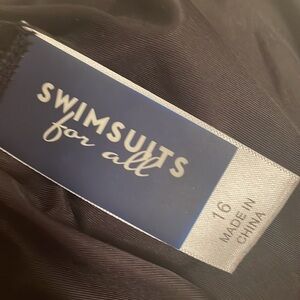 SWIMSUITS
for all
16
MADE IN
CHINA